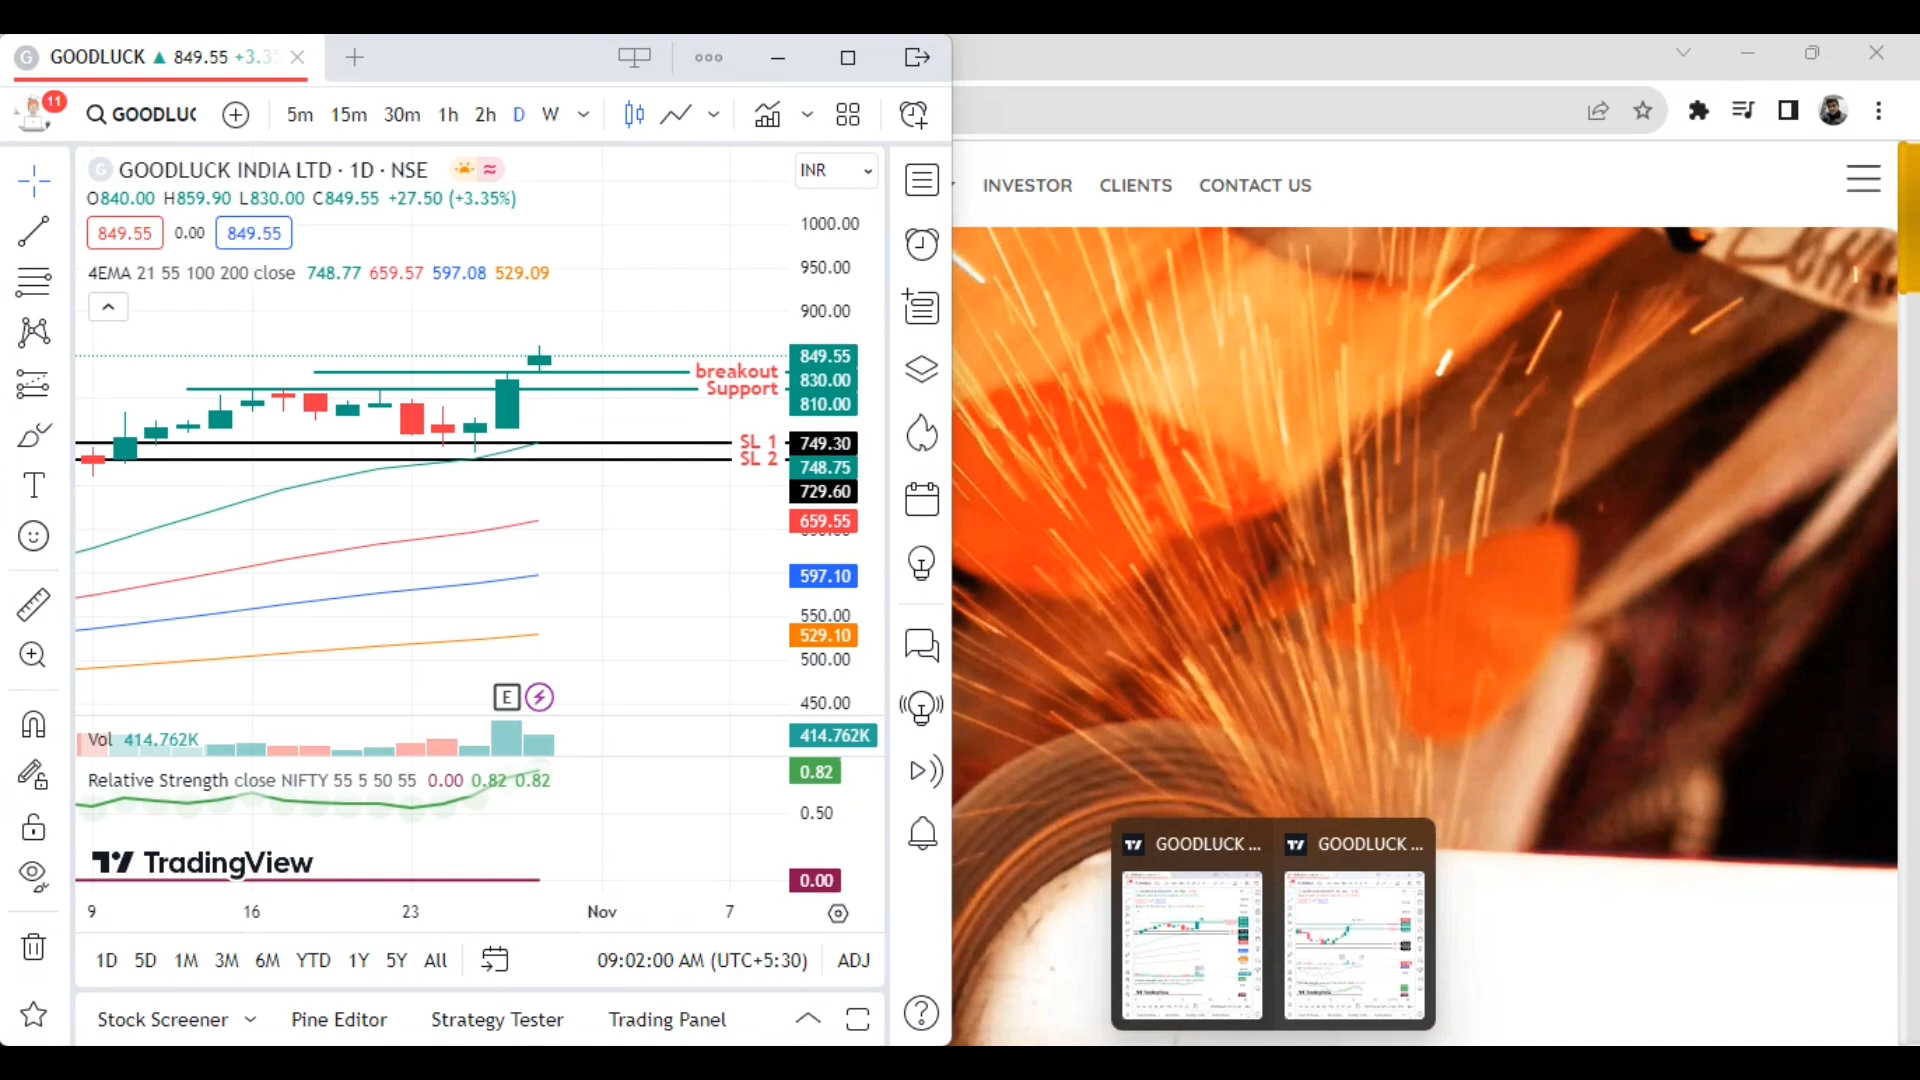 G GOODLUCK ▲ 849.55 +3.3
11 GOODLUC 5m 15m 30m 1h 2h D W
G GOODLUCK INDIA LTD · 1D · NSE INR
O840.00 H859.90 L830.00 C849.55 +27.50 (+3.35%)
849.55 0.00 849.55
4EMA 21 55 100 200 close 748.77 659.57 597.08 529.09
1000.00
950.00
900.00
849.55
breakout 830.00
Support 810.00
SL 1 749.30
SL 2 748.75
729.60
659.55
597.10
550.00
529.10
500.00
450.00
E
Vol 414.762K 414.762K
Relative Strength close NIFTY 55 5 50 55 0.00 0.82 0.82 0.82
0.50
TradingView
0.00
9 16 23 Nov 7
1D 5D 1M 3M 6M YTD 1Y 5Y All 09:02:00 AM (UTC+5:30) ADJ
Stock Screener Pine Editor Strategy Tester Trading Panel
INVESTOR CLIENTS CONTACT US
GOODLUCK ... GOODLUCK ...